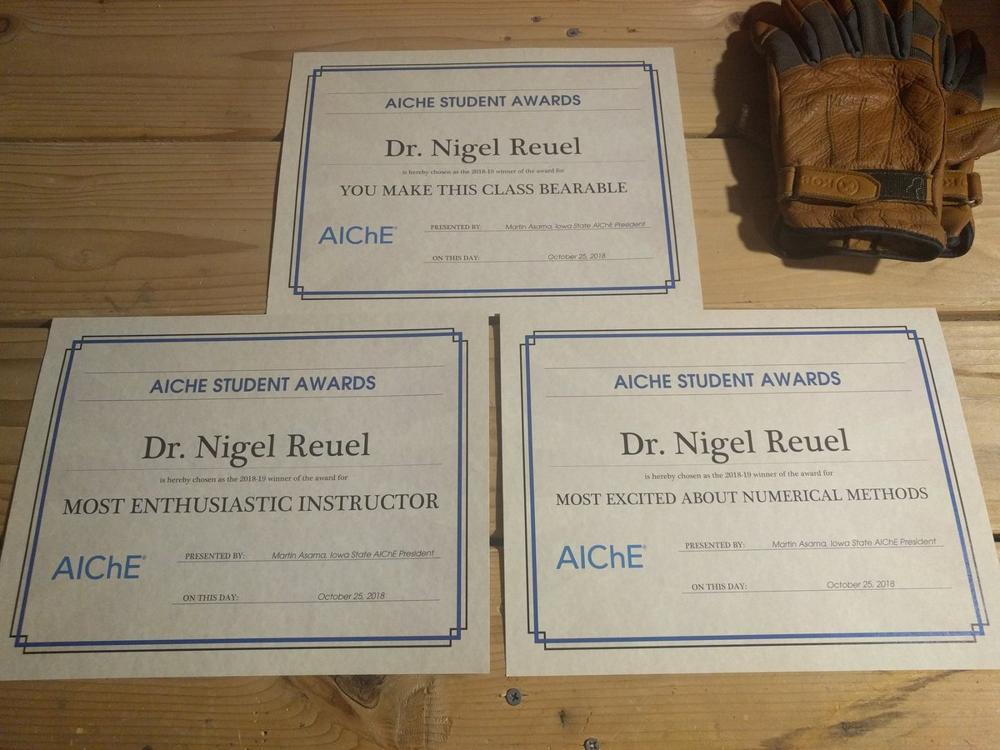 AICHE STUDENT AWARDS
Dr. Nigel Reuel
is hereby chosen as the 2018-19 winner of the award for
YOU MAKE THIS CLASS BEARABLE
AIChE®
PRESENTED BY: Martin Asama, Iowa State AIChE President
ON THIS DAY: October 25, 2018
AICHE STUDENT AWARDS
Dr. Nigel Reuel
is hereby chosen as the 2018-19 winner of the award for
MOST ENTHUSIASTIC INSTRUCTOR
AIChE®
PRESENTED BY: Martin Asama, Iowa State AIChE President
ON THIS DAY: October 25, 2018
AICHE STUDENT AWARDS
Dr. Nigel Reuel
is hereby chosen as the 2018-19 winner of the award for
MOST EXCITED ABOUT NUMERICAL METHODS
AIChE®
PRESENTED BY: Martin Asama, Iowa State AIChE President
ON THIS DAY: October 25, 2018